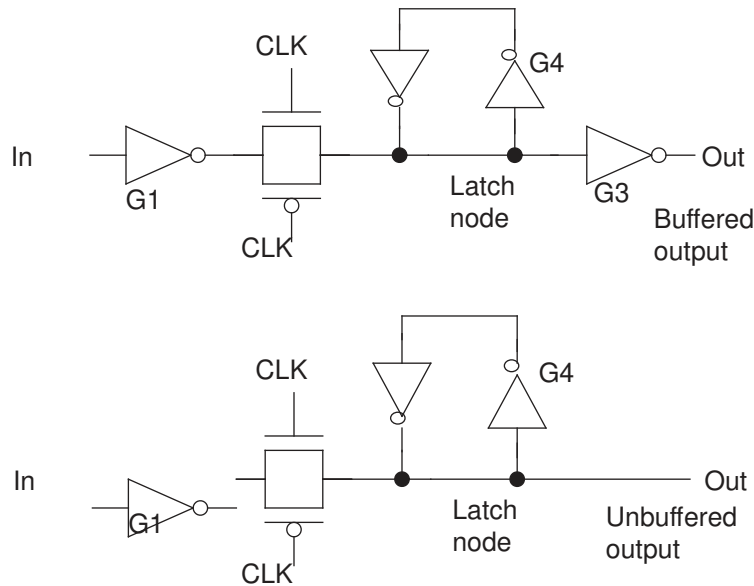 CLK
G4
In
Out
G1
Latch
node
G3
Buffered
output
CLK
CLK
G4
In
G1
Latch
node
Out
Unbuffered
output
CLK